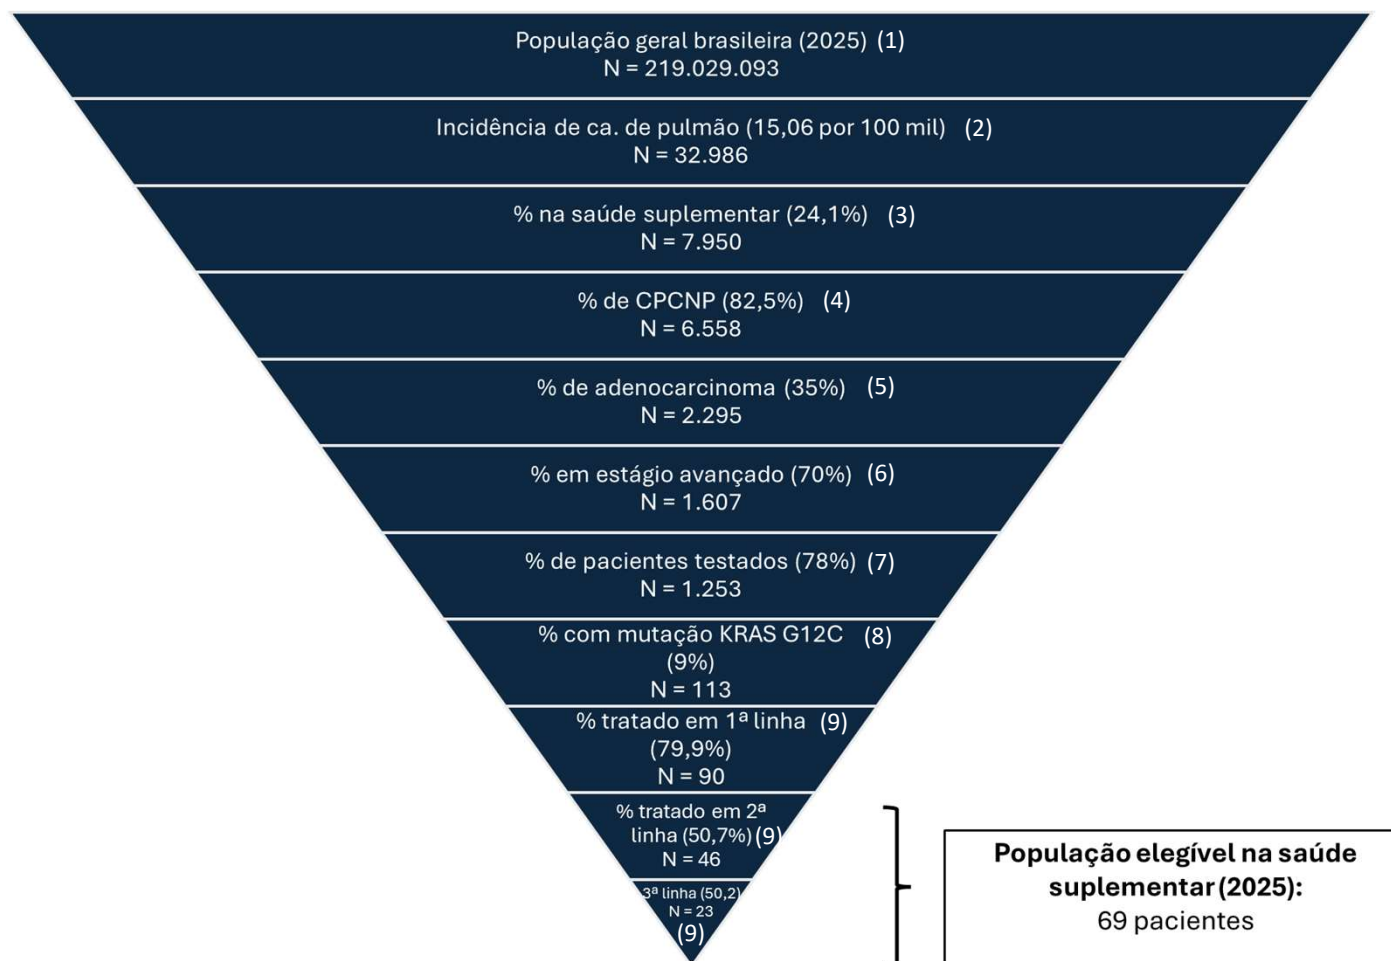 População geral brasileira (2025) (1)
N = 219.029.093
Incidência de ca. de pulmão (15,06 por 100 mil) (2)
N = 32.986
% na saúde suplementar (24,1%) (3)
N = 7.950
% de CPCNP (82,5%) (4)
N = 6.558
% de adenocarcinoma (35%) (5)
N = 2.295
% em estágio avançado (70%) (6)
N = 1.607
% de pacientes testados (78%) (7)
N = 1.253
% com mutação KRAS G12C (8)
(9%)
N = 113
% tratado em 1ª linha (9)
(79,9%)
N = 90
% tratado em 2ª
linha (50,7%) (9)
N = 46
3ª linha (50,2)
N = 23
(9)
População elegível na saúde
suplementar (2025):
69 pacientes